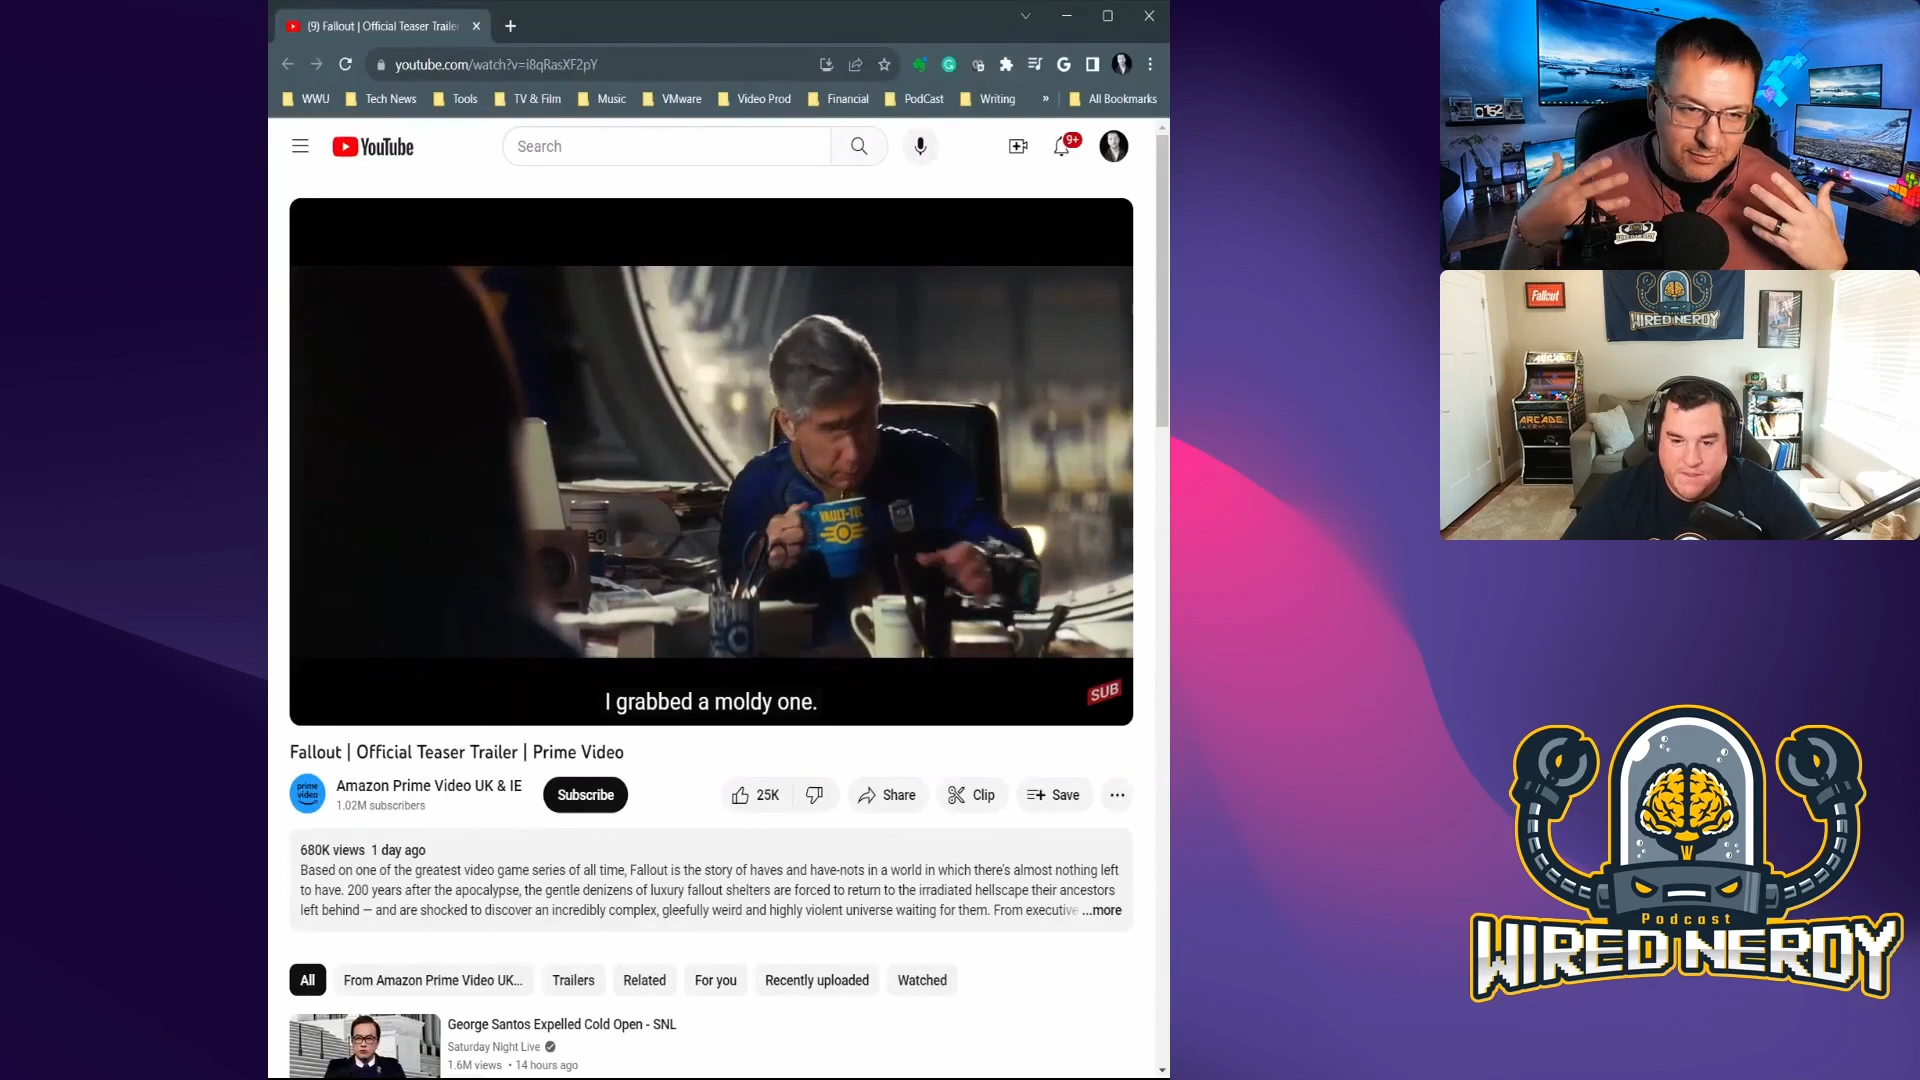 (9) Fallout | Official Teaser Trailer
youtube.com/watch?v=i8qRasXF2pY
WWU
Tech News
Tools
TV & Film
Music
VMware
Video Prod
Financial
PodCast
Writing
»
All Bookmarks
YouTube
Search
9+
VAULT-TEC
I grabbed a moldy one.
SUB
Fallout | Official Teaser Trailer | Prime Video
prime video
Amazon Prime Video UK & IE
1.02M subscribers
Subscribe
25K
Share
Clip
Save
680K views 1 day ago
Based on one of the greatest video game series of all time, Fallout is the story of haves and have-nots in a world in which there's almost nothing left
to have. 200 years after the apocalypse, the gentle denizens of luxury fallout shelters are forced to return to the irradiated hellscape their ancestors
left behind — and are shocked to discover an incredibly complex, gleefully weird and highly violent universe waiting for them. From executive ...more
All
From Amazon Prime Video UK...
Trailers
Related
For you
Recently uploaded
Watched
George Santos Expelled Cold Open - SNL
Saturday Night Live
1.6M views • 14 hours ago
Fallout
WIRED NERDY
ARCADE
Podcast
WIRED NERDY